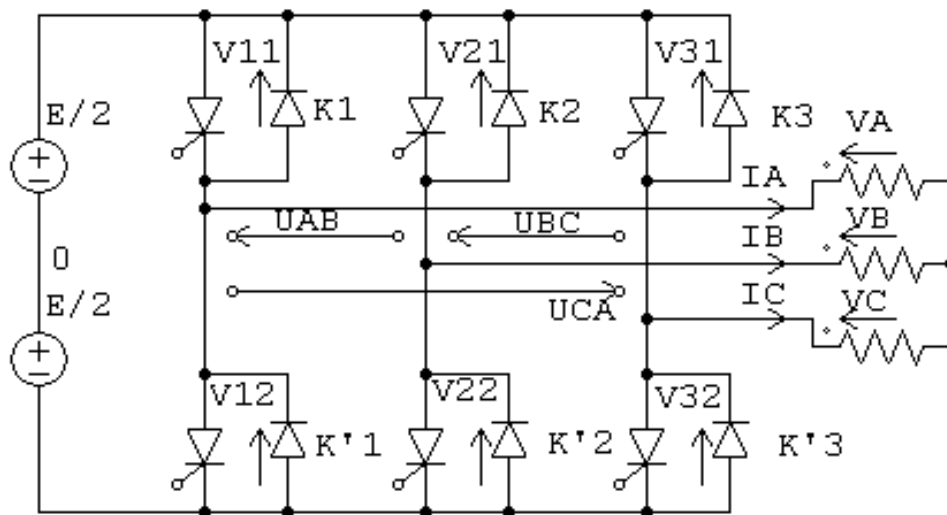 V11
V21
V31
E/2
K1
K2
K3
VA
IA
UAB
UBC
IB
VB
0
E/2
UCA
IC
VC
V12
V22
V32
K'1
K'2
K'3